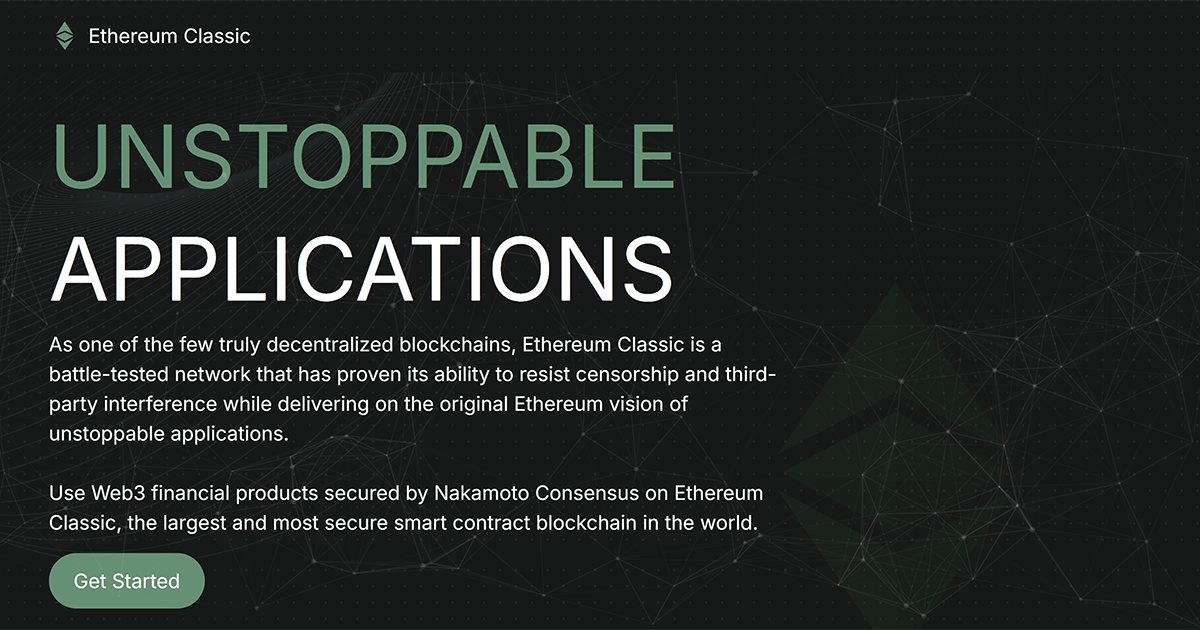 Ethereum Classic
UNSTOPPABLE
APPLICATIONS
As one of the few truly decentralized blockchains, Ethereum Classic is a
battle-tested network that has proven its ability to resist censorship and third-
party interference while delivering on the original Ethereum vision of
unstoppable applications.
Use Web3 financial products secured by Nakamoto Consensus on Ethereum
Classic, the largest and most secure smart contract blockchain in the world.
Get Started